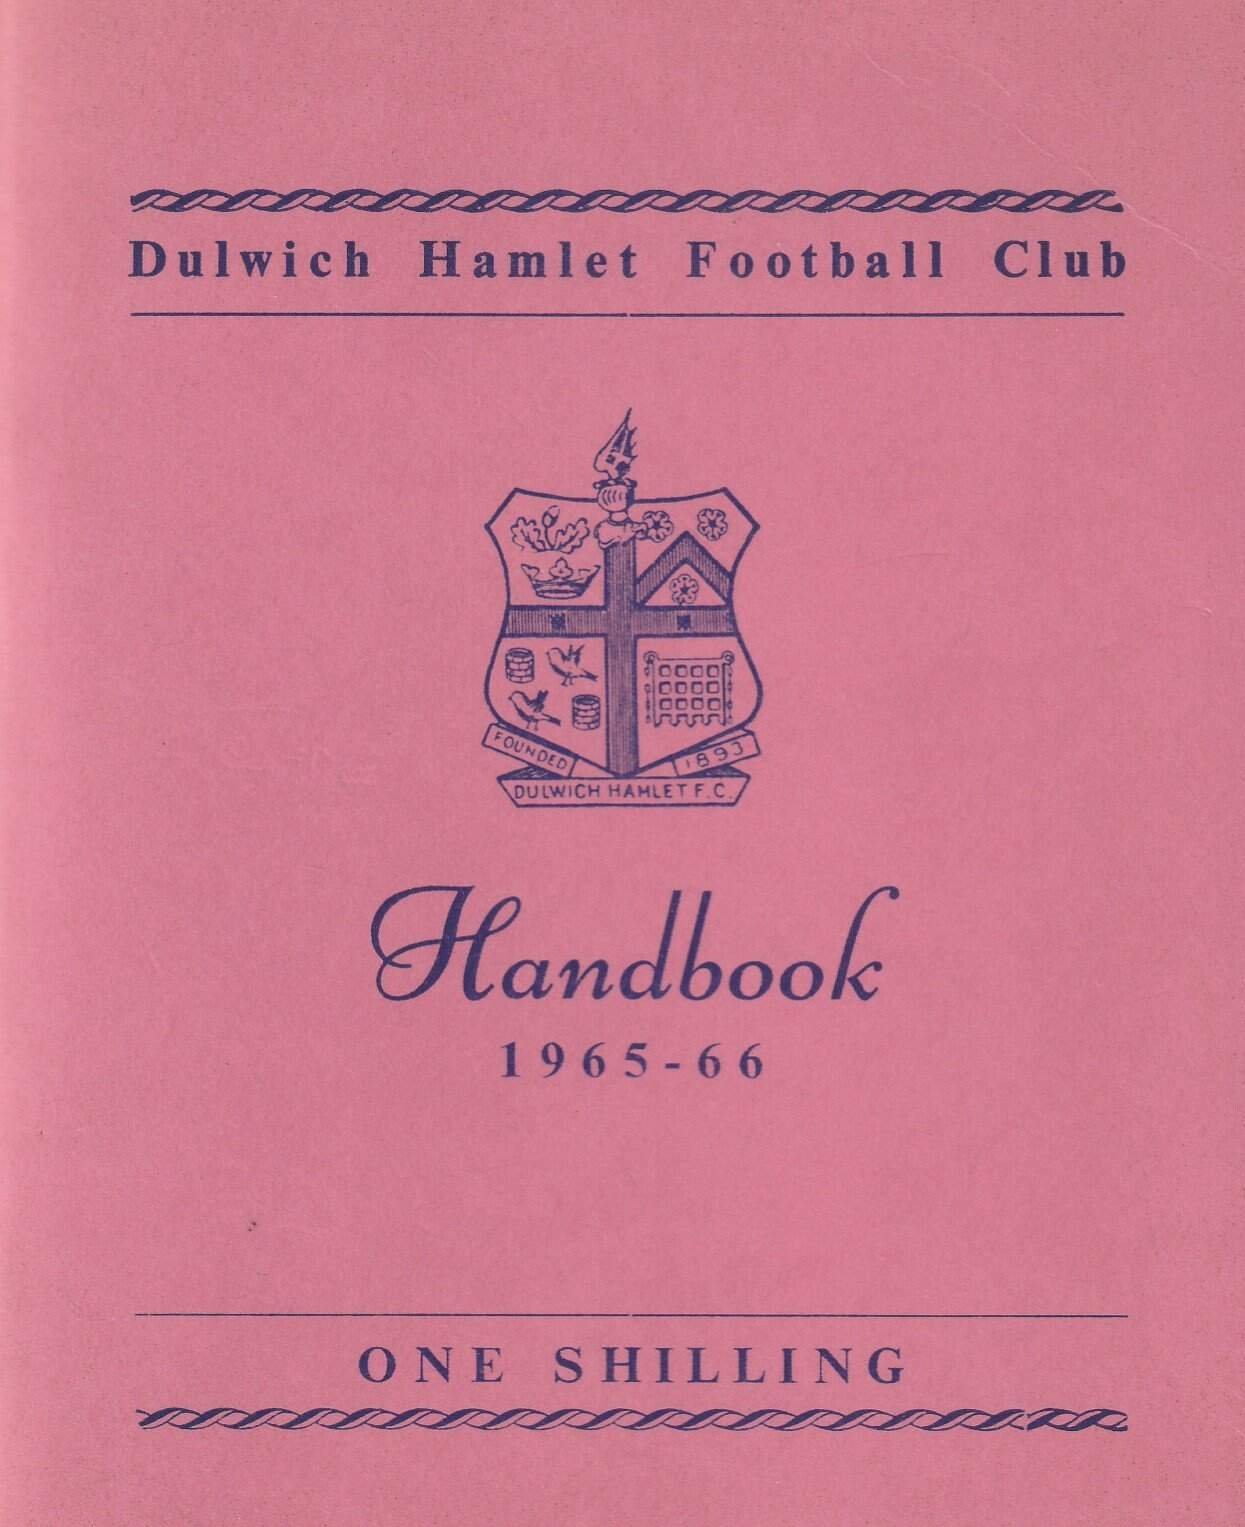 Dulwich Hamlet Football Club
FOUNDED 1893
DULWICH HAMLET F.C.
Handbook
1965-66
ONE SHILLING